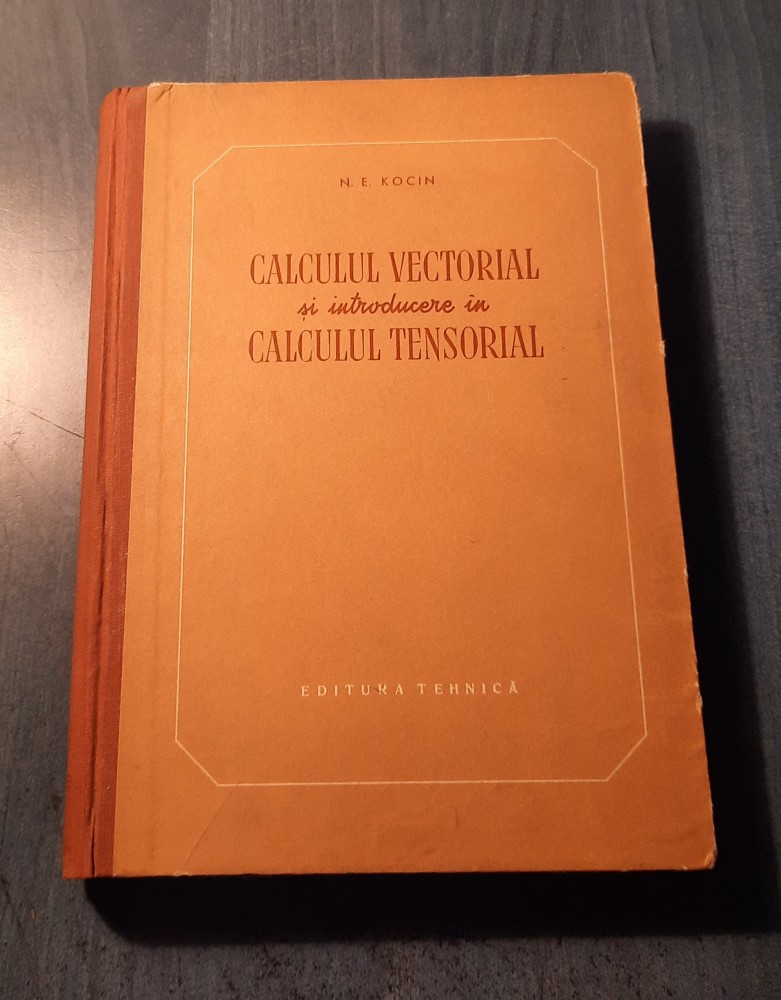 N. E. KOCIN
CALCULUL VECTORIAL
și introducere în
CALCULUL TENSORIAL
EDITURA TEHNICĂ